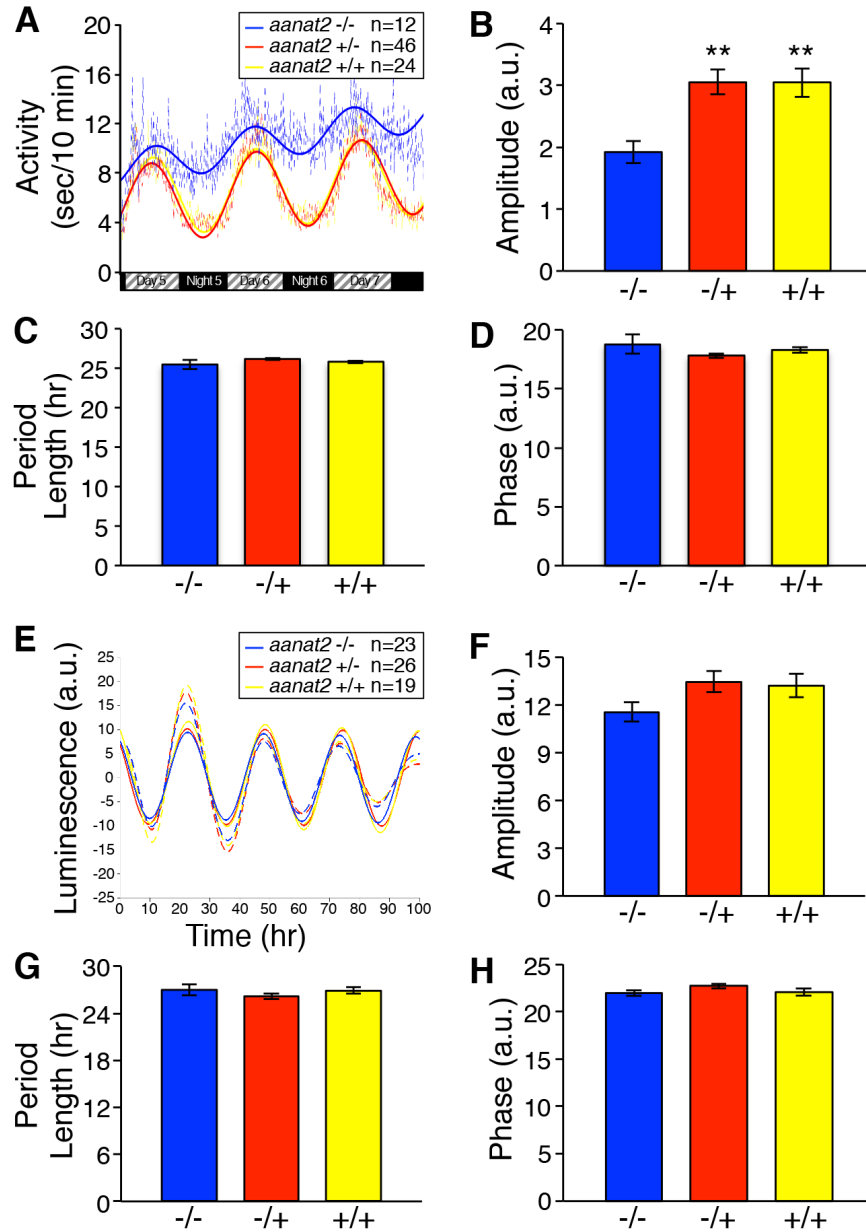 A
aanat2 -/- n=12
aanat2 +/- n=46
aanat2 +/+ n=24
Activity
(sec/10 min)
20
16
12
8
4
0
Day 5
Night 5
Day 6
Night 6
Day 7
B
** **
Amplitude (a.u.)
4
3
2
1
0
-/- -/+ +/+
C
Period
Length (hr)
30
25
20
15
10
5
0
-/- -/+ +/+
D
Phase (a.u.)
20
15
10
5
0
-/- -/+ +/+
E
aanat2 -/- n=23
aanat2 +/- n=26
aanat2 +/+ n=19
Luminescence (a.u.)
25
20
15
10
5
0
-5
-10
-15
-20
-25
0 10 20 30 40 50 60 70 80 90 100
Time (hr)
F
Amplitude (a.u.)
15
12
9
6
3
0
-/- -/+ +/+
G
Period
Length (hr)
30
26
12
18
12
6
0
-/- -/+ +/+
H
Phase (a.u.)
25
20
15
10
5
0
-/- -/+ +/+